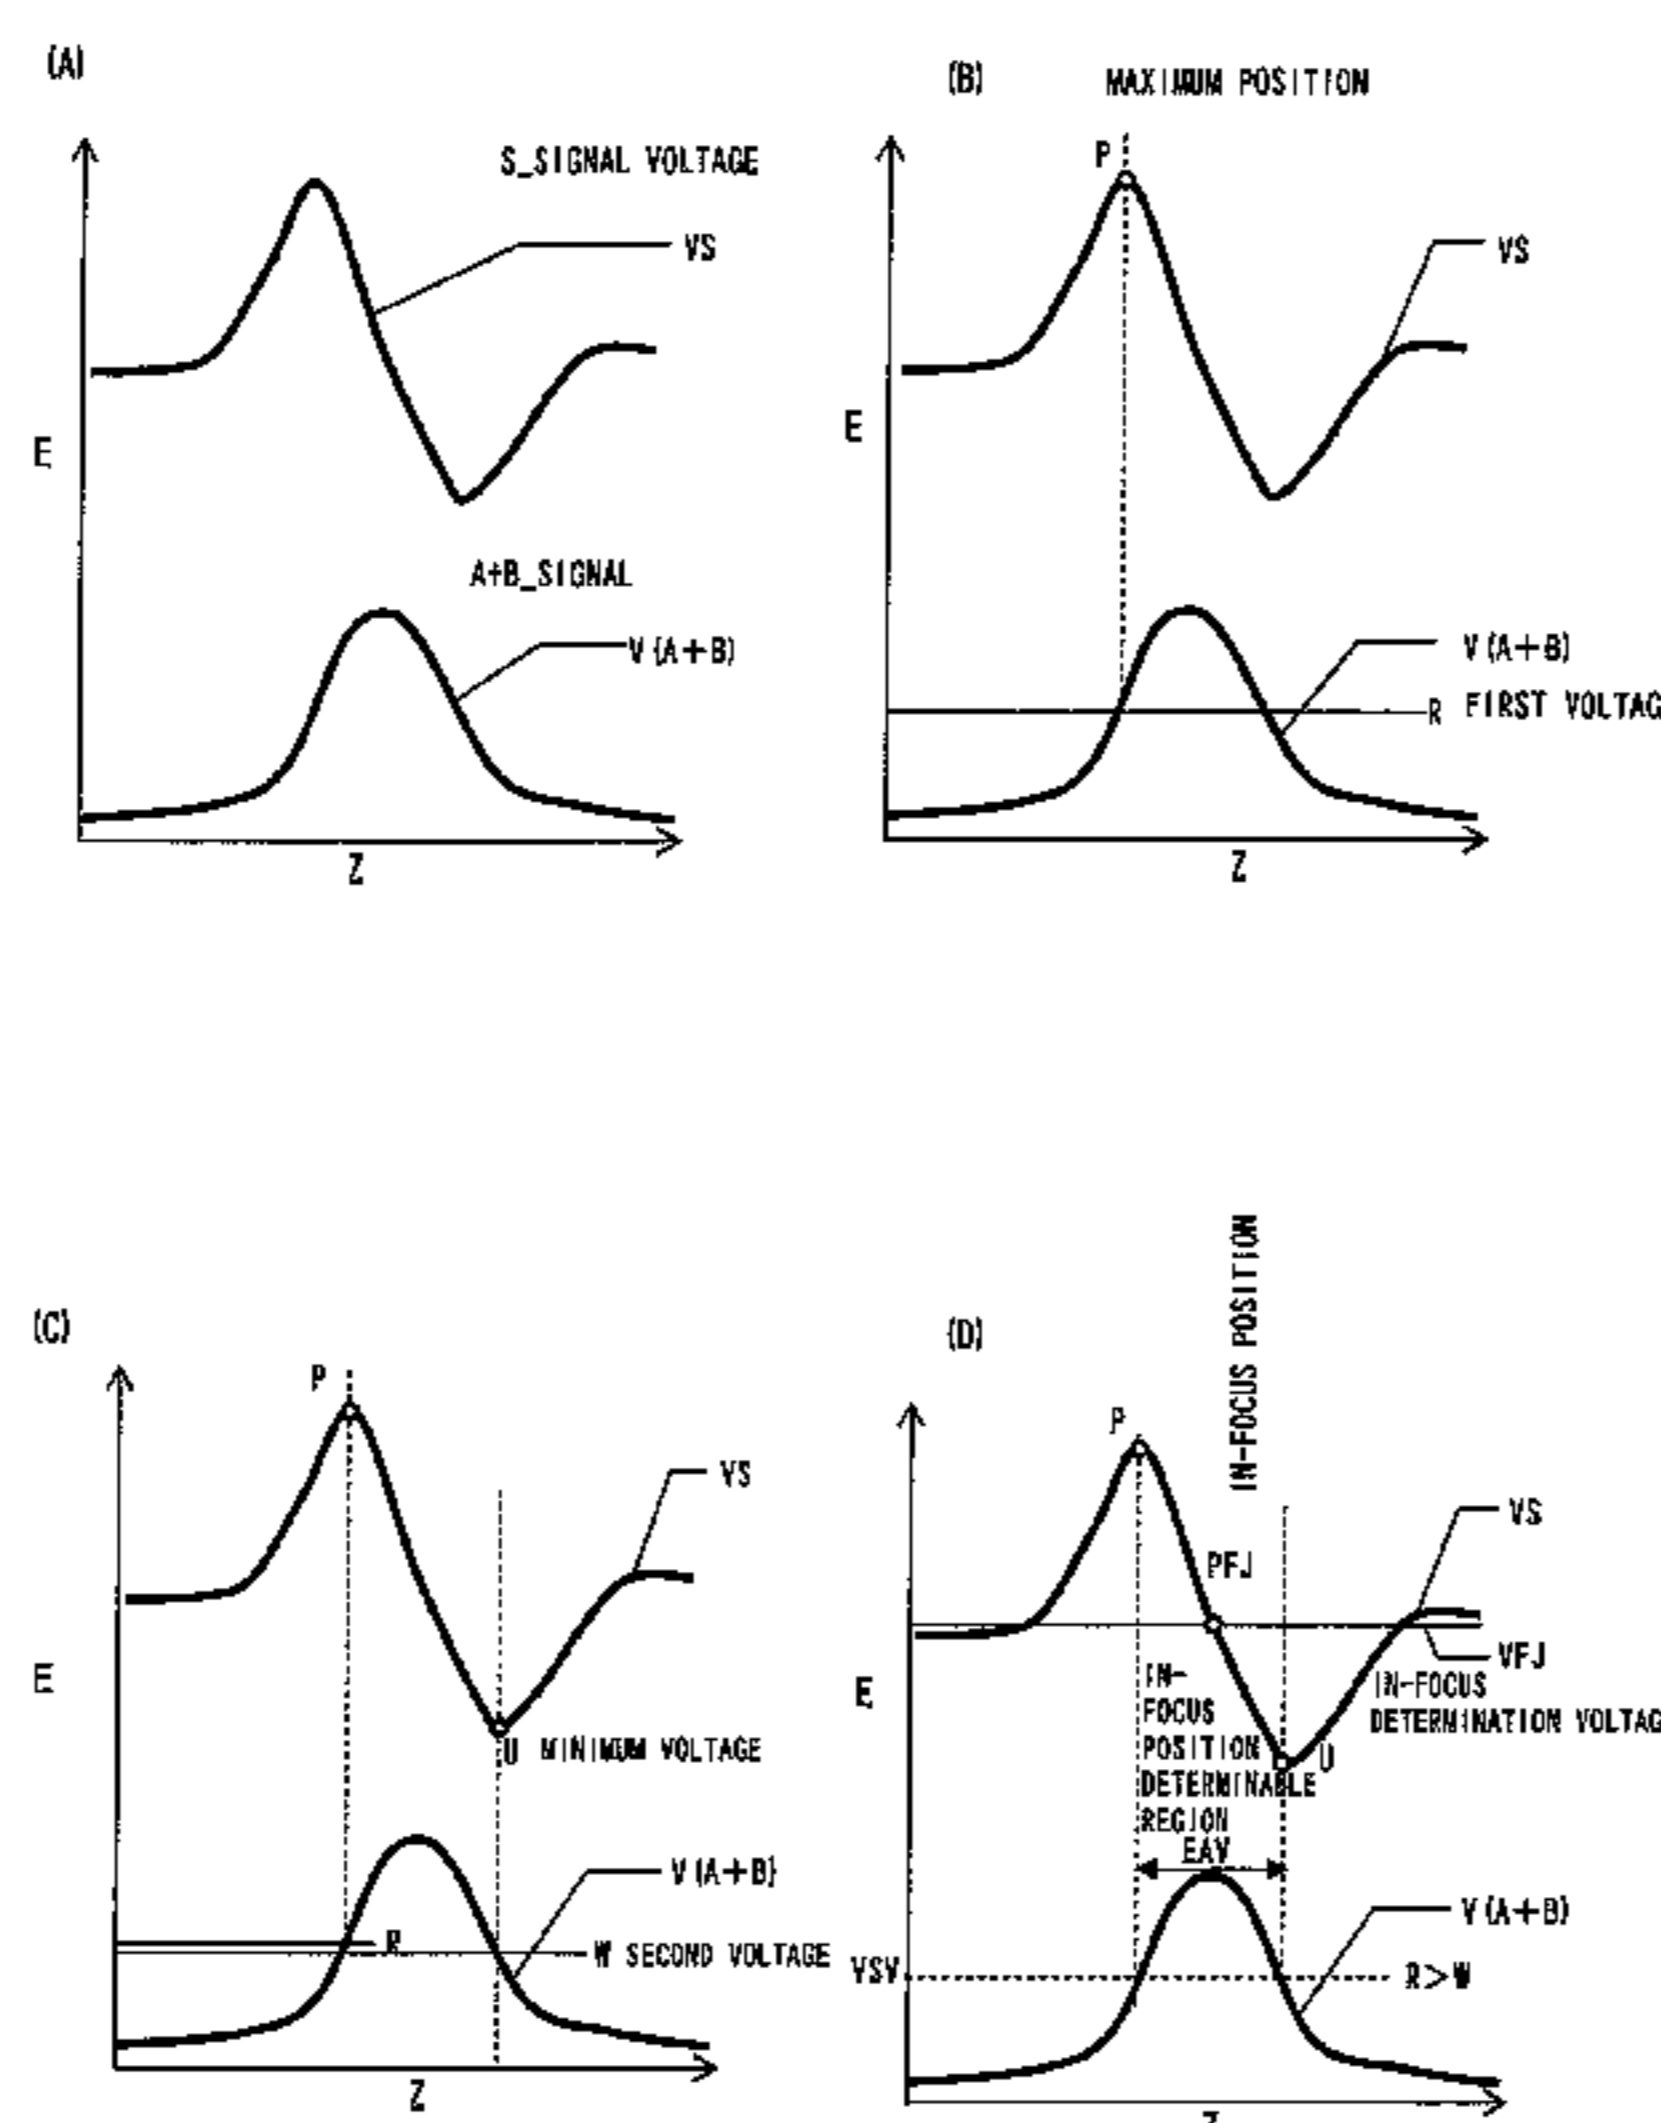 (A)
S_SIGNAL VOLTAGE
VS
E
A+B_SIGNAL
V(A+B)
Z
(B)
MAXIMUM POSITION
P
VS
E
V(A+B)
R FIRST VOLTAG
Z
(C)
P
VS
E
U MINIMUM VOLTAGE
V(A+B)
R
W SECOND VOLTAGE
Z
(D)
IN-FOCUS POSITION
P
VS
PFJ
VFJ
E
IN-FOCUS
DETERMINATION VOLTAG
IN-
FOCUS
POSITION
DETERMINABLE
REGION
U
EAV
V(A+B)
VSV
R>W